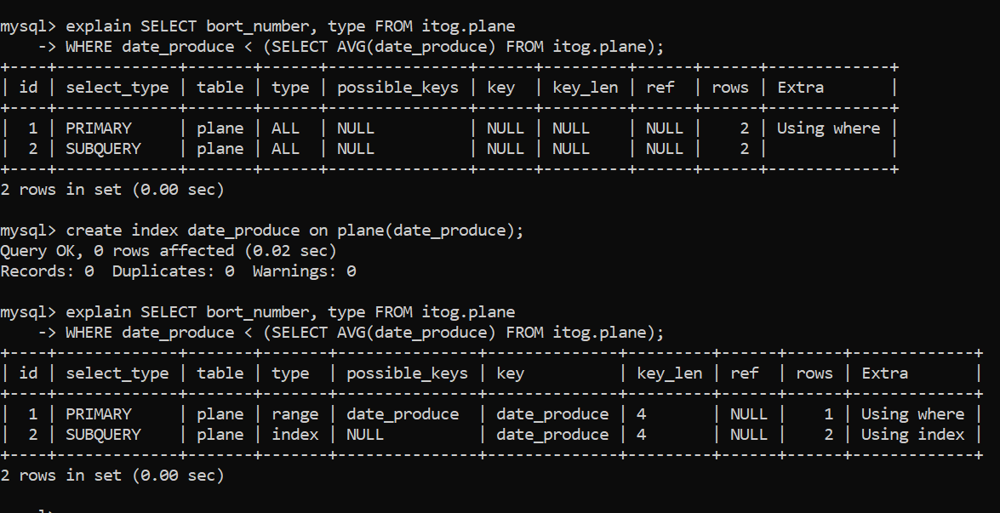 mysql> explain SELECT bort_number, type FROM itog.plane
    -> WHERE date_produce < (SELECT AVG(date_produce) FROM itog.plane);
+----+-------------+-------+------+---------------+------+---------+------+------+-------------+
| id | select_type | table | type | possible_keys | key  | key_len | ref  | rows | Extra       |
+----+-------------+-------+------+---------------+------+---------+------+------+-------------+
|  1 | PRIMARY     | plane | ALL  | NULL          | NULL | NULL    | NULL |    2 | Using where |
|  2 | SUBQUERY    | plane | ALL  | NULL          | NULL | NULL    | NULL |    2 |             |
+----+-------------+-------+------+---------------+------+---------+------+------+-------------+
2 rows in set (0.00 sec)
mysql> create index date_produce on plane(date_produce);
Query OK, 0 rows affected (0.02 sec)
Records: 0  Duplicates: 0  Warnings: 0
mysql> explain SELECT bort_number, type FROM itog.plane
    -> WHERE date_produce < (SELECT AVG(date_produce) FROM itog.plane);
+----+-------------+-------+-------+---------------+--------------+---------+------+------+-------------+
| id | select_type | table | type  | possible_keys | key          | key_len | ref  | rows | Extra       |
+----+-------------+-------+-------+---------------+--------------+---------+------+------+-------------+
|  1 | PRIMARY     | plane | range | date_produce  | date_produce | 4       | NULL |    1 | Using where |
|  2 | SUBQUERY    | plane | index | NULL          | date_produce | 4       | NULL |    2 | Using index |
+----+-------------+-------+-------+---------------+--------------+---------+------+------+-------------+
2 rows in set (0.00 sec)